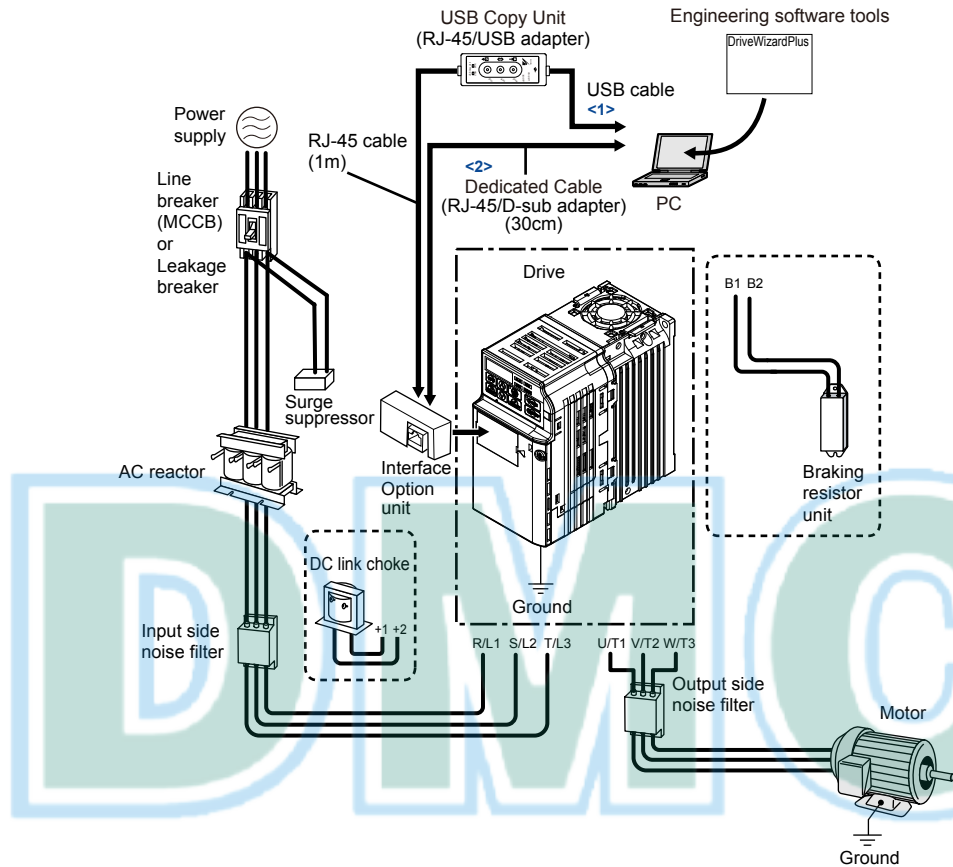 USB Copy Unit
(RJ-45/USB adapter)
Engineering software tools
DriveWizardPlus
USB cable
<1>
Power
supply
RJ-45 cable
(1m)
<2>
Dedicated Cable
(RJ-45/D-sub adapter)
(30cm)
PC
Line
breaker
(MCCB)
or
Leakage
breaker
Drive
B1 B2
Surge
suppressor
AC reactor
Interface
Option
unit
Braking
resistor
unit
DC link choke
+1 +2
Ground
Input side
noise filter
R/L1 S/L2 T/L3
U/T1 V/T2 W/T3
Output side
noise filter
Motor
Ground
DMC